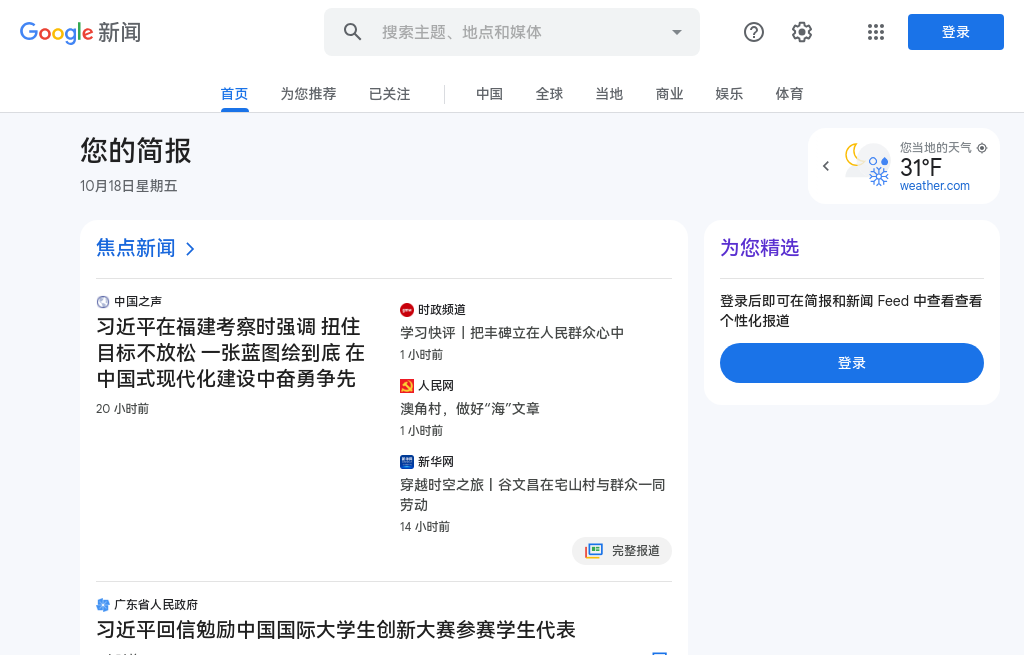 Google 新闻
搜索主题、地点和媒体
登录
首页
为您推荐
已关注
中国
全球
当地
商业
娱乐
体育
您的简报
10月18日星期五
您当地的天气
31°F
weather.com
焦点新闻
中国之声
习近平在福建考察时强调 扭住
目标不放松 一张蓝图绘到底 在
中国式现代化建设中奋勇争先
20 小时前
时政频道
学习快评丨把丰碑立在人民群众心中
1 小时前
人民网
澳角村，做好“海”文章
1 小时前
新华网
穿越时空之旅丨谷文昌在宅山村与群众一同
劳动
14 小时前
完整报道
广东省人民政府
习近平回信勉励中国国际大学生创新大赛参赛学生代表
为您精选
登录后即可在简报和新闻 Feed 中查看查看
个性化报道
登录